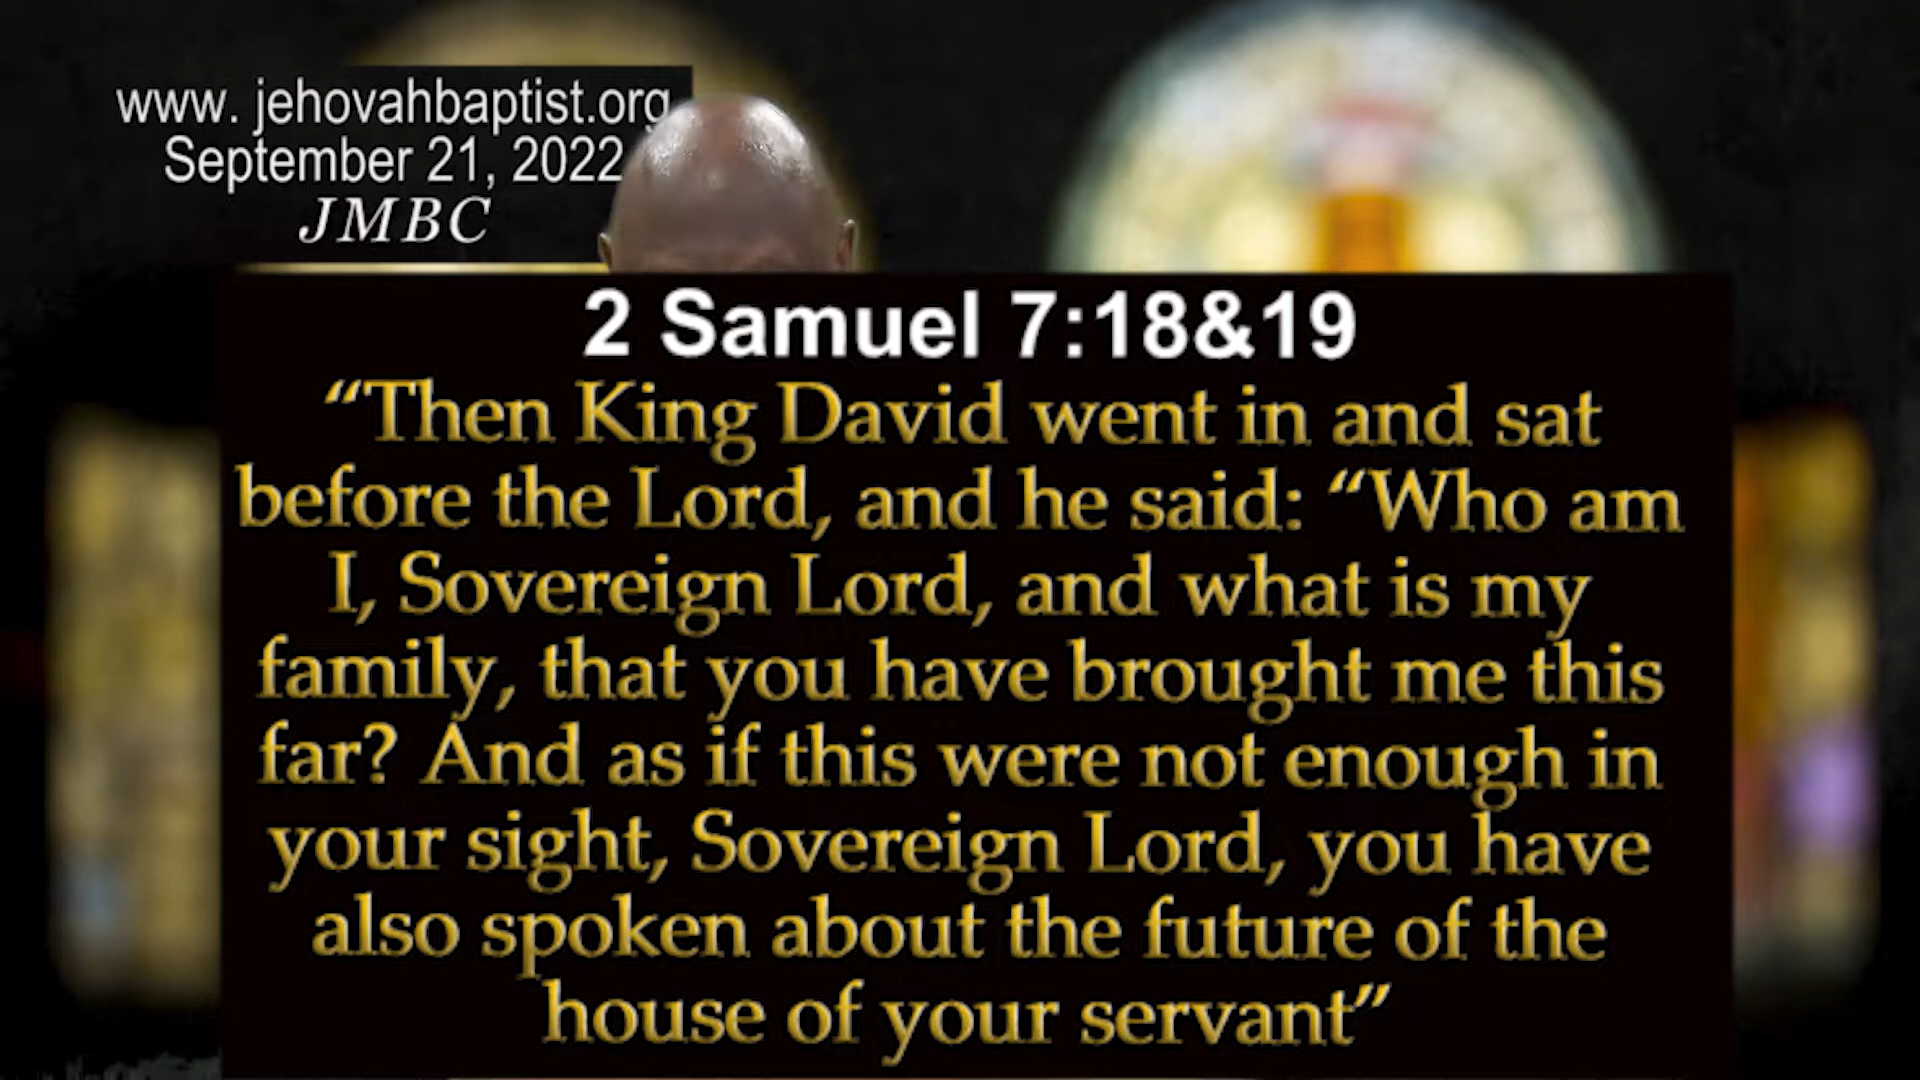 www. jehovahbaptist.org
September 21, 2022
JMBC
2 Samuel 7:18&19
“Then King David went in and sat
before the Lord, and he said: “Who am
I, Sovereign Lord, and what is my
family, that you have brought me this
far? And as if this were not enough in
your sight, Sovereign Lord, you have
also spoken about the future of the
house of your servant”